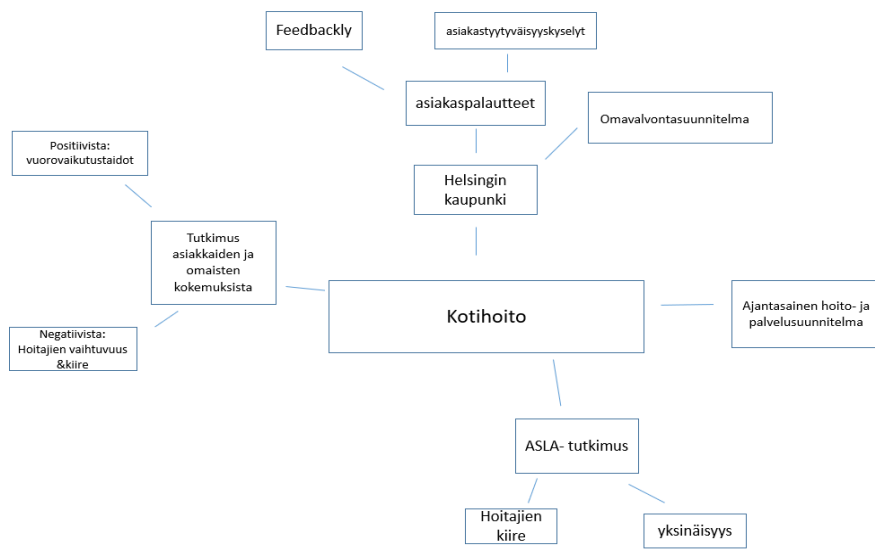 Feedbackly
asiakastyytyväisyyskyselyt
asiakaspalautteet
Omavalvontasuunnitelma
Positiivista:
vuorovaikutustaidot
Helsingin
kaupunki
Tutkimus
asiakkaiden ja
omaisten
kokemuksista
Kotihoito
Ajantasainen hoito- ja
palvelusuunnitelma
Negatiivista:
Hoitajien vaihtuvuus
&kiire
ASLA- tutkimus
Hoitajien
kiire
yksinäisyys